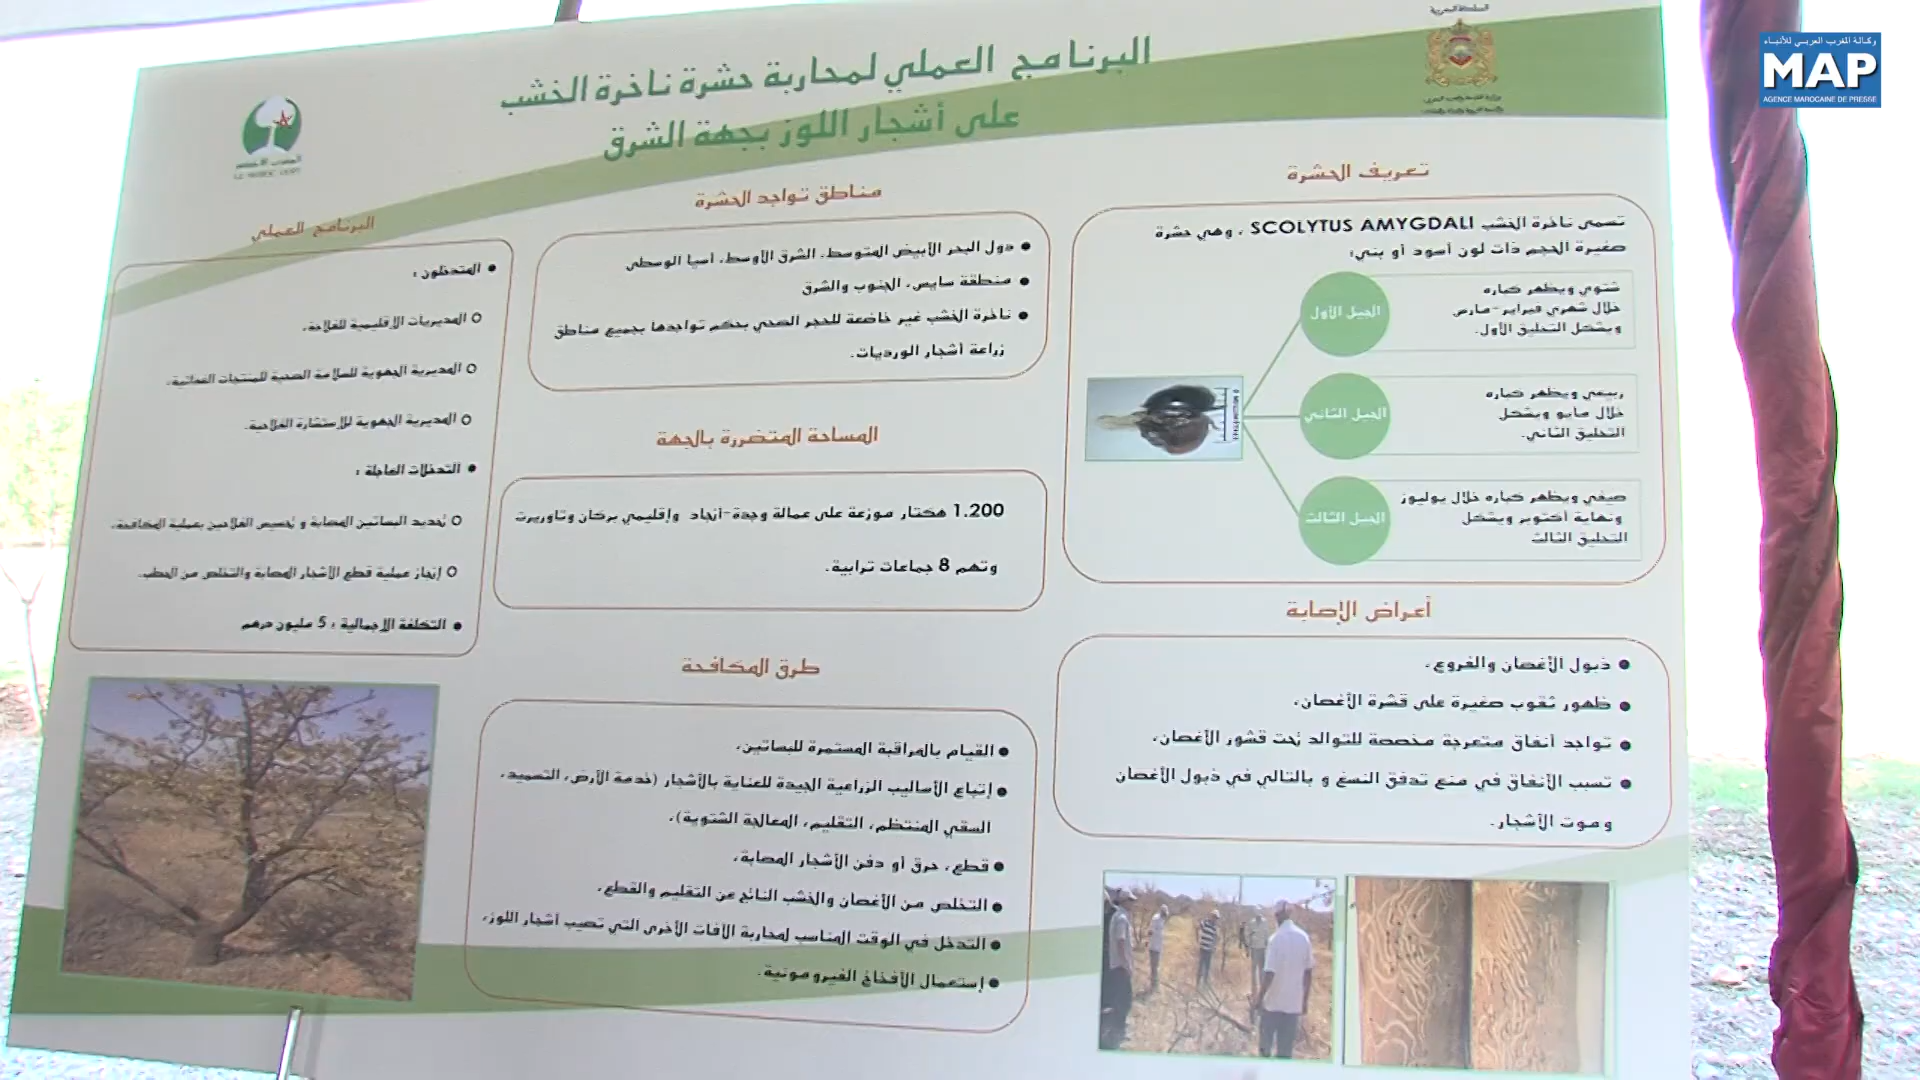 وكالة المغرب العربي للأنباء
MAP
AGENCE MAROCAINE DE PRESSE
المملكة المغربية
البرنامج العملي لمحاربة حشرة ناخرة الخشب
على أشجار اللوز بجهة الشرق
تعريف الحشرة
تسمى ناخرة الخشب SCOLYTUS AMYGDALI ، وهي حشرة
صغيرة الحجم ذات لون أسود أو بني:
الجيل الأول
شتوي ويظهر كباره
خلال شهري فبراير-مارس
ويشكل التحليق الأول.
الجيل الثاني
ربيعي ويظهر كباره
خلال مايو ويشكل
التحليق الثاني.
الجيل الثالث
صيفي ويظهر كباره خلال يوليوز
ونهاية أكتوبر ويشكل
التحليق الثالث
أعراض الإصابة
• ذبول الأغصان والفروع.
• ظهور ثقوب صغيرة على قشرة الأغصان.
• تواجد أنفاق متعرجة مخصصة للتوالد تحت قشور الأغصان.
• تسبب الأنفاق في منع تدفق النسغ و بالتالي في ذبول الأغصان
وموت الأشجار.
مناطق تواجد الحشرة
• دول البحر الأبيض المتوسط، الشرق الأوسط، آسيا الوسطى
• منطقة سايس، الجنوب والشرق
• ناخرة الخشب غير خاضعة للحجر الصحي بحكم تواجدها بجميع مناطق
زراعة أشجار الورديات.
المساحة المتضررة بالجهة
1.200 هكتار موزعة على عمالة وجدة-أنجاد وإقليمي بركان وتاوريرت
وتهم 8 جماعات ترابية.
طرق المكافحة
• القيام بالمراقبة المستمرة للبساتين.
• إتباع الأساليب الزراعية الجيدة للعناية بالأشجار (خدمة الأرض، التسميد،
السقي المنتظم، التقليم، المعالجة الشتوية).
• قطع، حرق أو دفن الأشجار المصابة.
• التخلص من الأغصان والخشب الناتج عن التقليم والقطع.
• التدخل في الوقت المناسب لمحاربة الآفات الأخرى التي تصيب أشجار اللوز.
• إستعمال الأفخاخ الفيرومونية.
البرنامج العملي
• المتدخلون :
○ المديريات الإقليمية للفلاحة.
○ المديرية الجهوية للسلامة الصحية للمنتجات الغذائية.
○ المديرية الجهوية للإستشارة الفلاحية.
• التدخلات العاجلة :
○ تحديد البساتين المصابة و تحسيس الفلاحين بعملية المكافحة.
○ إنجاز عملية قطع الأشجار المصابة والتخلص من الحطب.
• التكلفة الإجمالية : 5 مليون درهم
المغرب الأخضر
LE MAROC VERT